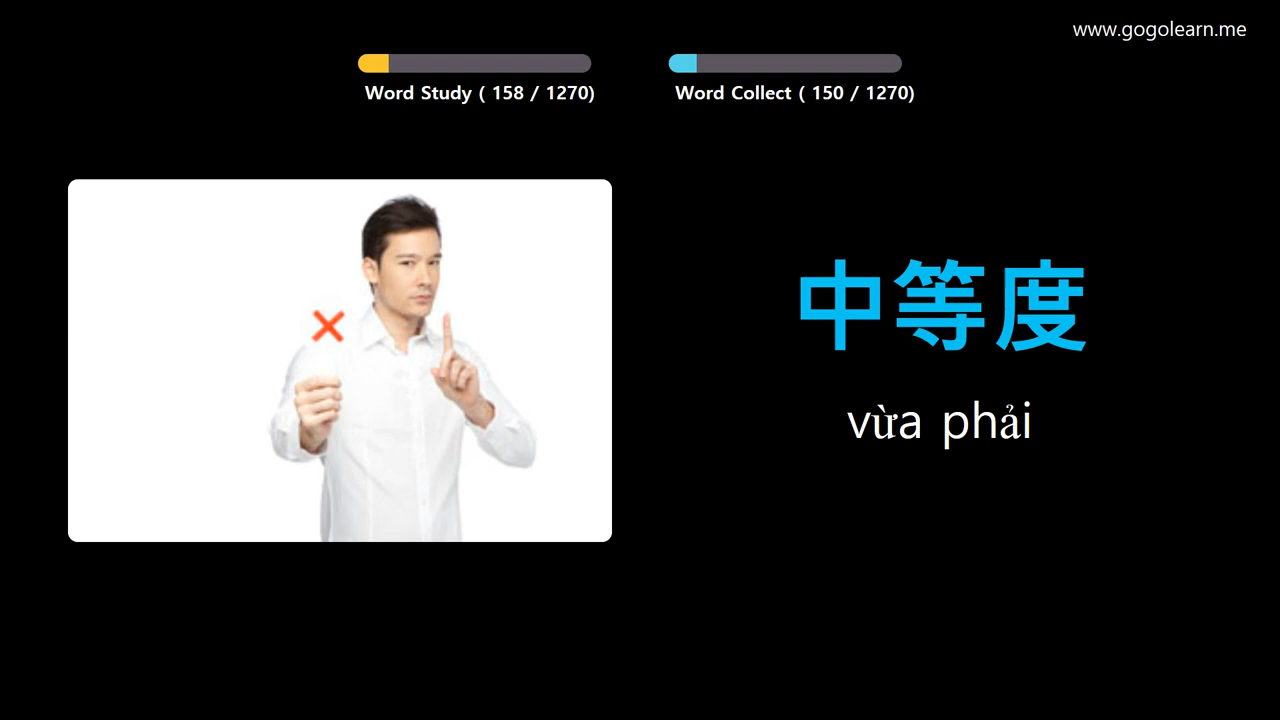 www.gogolearn.me
Word Study ( 158 / 1270)
Word Collect ( 150 / 1270)
中等度
vừa phải